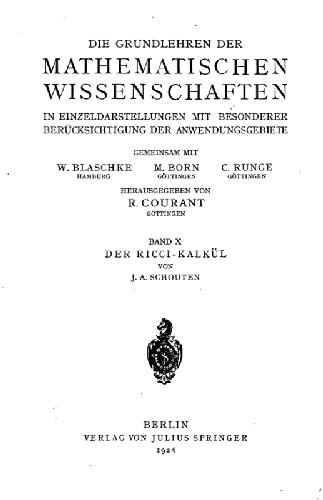 DIE GRUNDLEHREN DER
MATHEMATISCHEN
WISSENSCHAFTEN
IN EINZELDARSTELLUNGEN MIT BESONDERER
BERÜCKSICHTIGUNG DER ANWENDUNGSGEBIETE
GEMEINSAM MIT
W. BLASCHKE M. BORN C. RUNGE
HAMBURG GÖTTINGEN GÖTTINGEN
HERAUSGEGEBEN VON
R. COURANT
GÖTTINGEN
BAND X
DER RICCI-KALKÜL
VON
J. A. SCHOUTEN
BERLIN
VERLAG VON JULIUS SPRINGER
1924